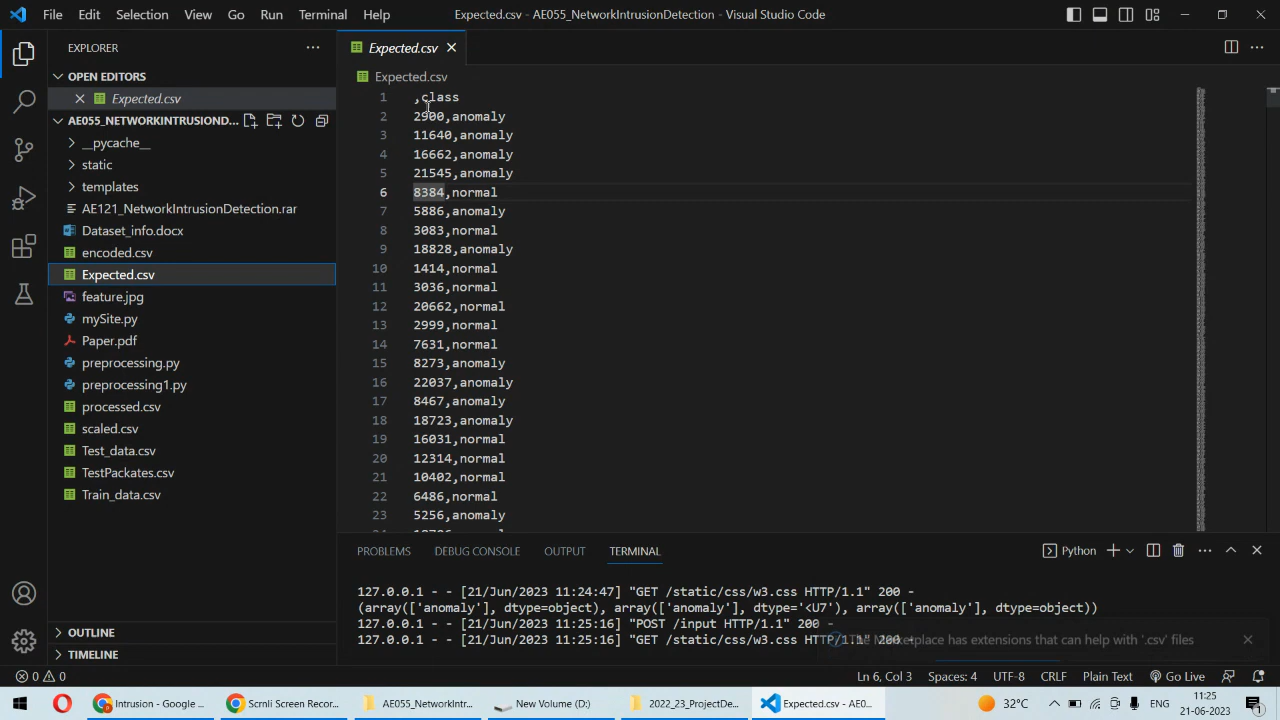 File Edit Selection View Go Run Terminal Help
Expected.csv - AE055_NetworkIntrusionDetection - Visual Studio Code
EXPLORER
OPEN EDITORS
Expected.csv
AE055_NETWORKINTRUSIOND...
__pycache__
static
templates
AE121_NetworkIntrusionDetection.rar
Dataset_info.docx
encoded.csv
Expected.csv
feature.jpg
mySite.py
Paper.pdf
preprocessing.py
preprocessing1.py
processed.csv
scaled.csv
Test_data.csv
TestPackates.csv
Train_data.csv
OUTLINE
TIMELINE
Expected.csv
Expected.csv
1 ,class
2 2900,anomaly
3 11640,anomaly
4 16662,anomaly
5 21545,anomaly
6 8384,normal
7 5886,anomaly
8 3083,normal
9 18828,anomaly
10 1414,normal
11 3036,normal
12 20662,normal
13 2999,normal
14 7631,normal
15 8273,anomaly
16 22037,anomaly
17 8467,anomaly
18 18723,anomaly
19 16031,normal
20 12314,normal
21 10402,normal
22 6486,normal
23 5256,anomaly
PROBLEMS DEBUG CONSOLE OUTPUT TERMINAL
Python
127.0.0.1 - - [21/Jun/2023 11:24:47] "GET /static/css/w3.css HTTP/1.1" 200 -
(array(['anomaly'], dtype=object), array(['anomaly'], dtype='<U7'), array(['anomaly'], dtype=object))
127.0.0.1 - - [21/Jun/2023 11:25:16] "POST /input HTTP/1.1" 200 -
127.0.0.1 - - [21/Jun/2023 11:25:16] "GET /static/css/w3.css HTTP/1.1" 200 -
The Marketplace has extensions that can help with '.csv' files
0 0
Ln 6, Col 3 Spaces: 4 UTF-8 CRLF Plain Text Go Live
Intrusion - Google ... Scrnli Screen Recor... AE055_NetworkIntr... New Volume (D:) 2022_23_ProjectDe... Expected.csv - AE0... 32°C ENG 11:25
21-06-2023
1